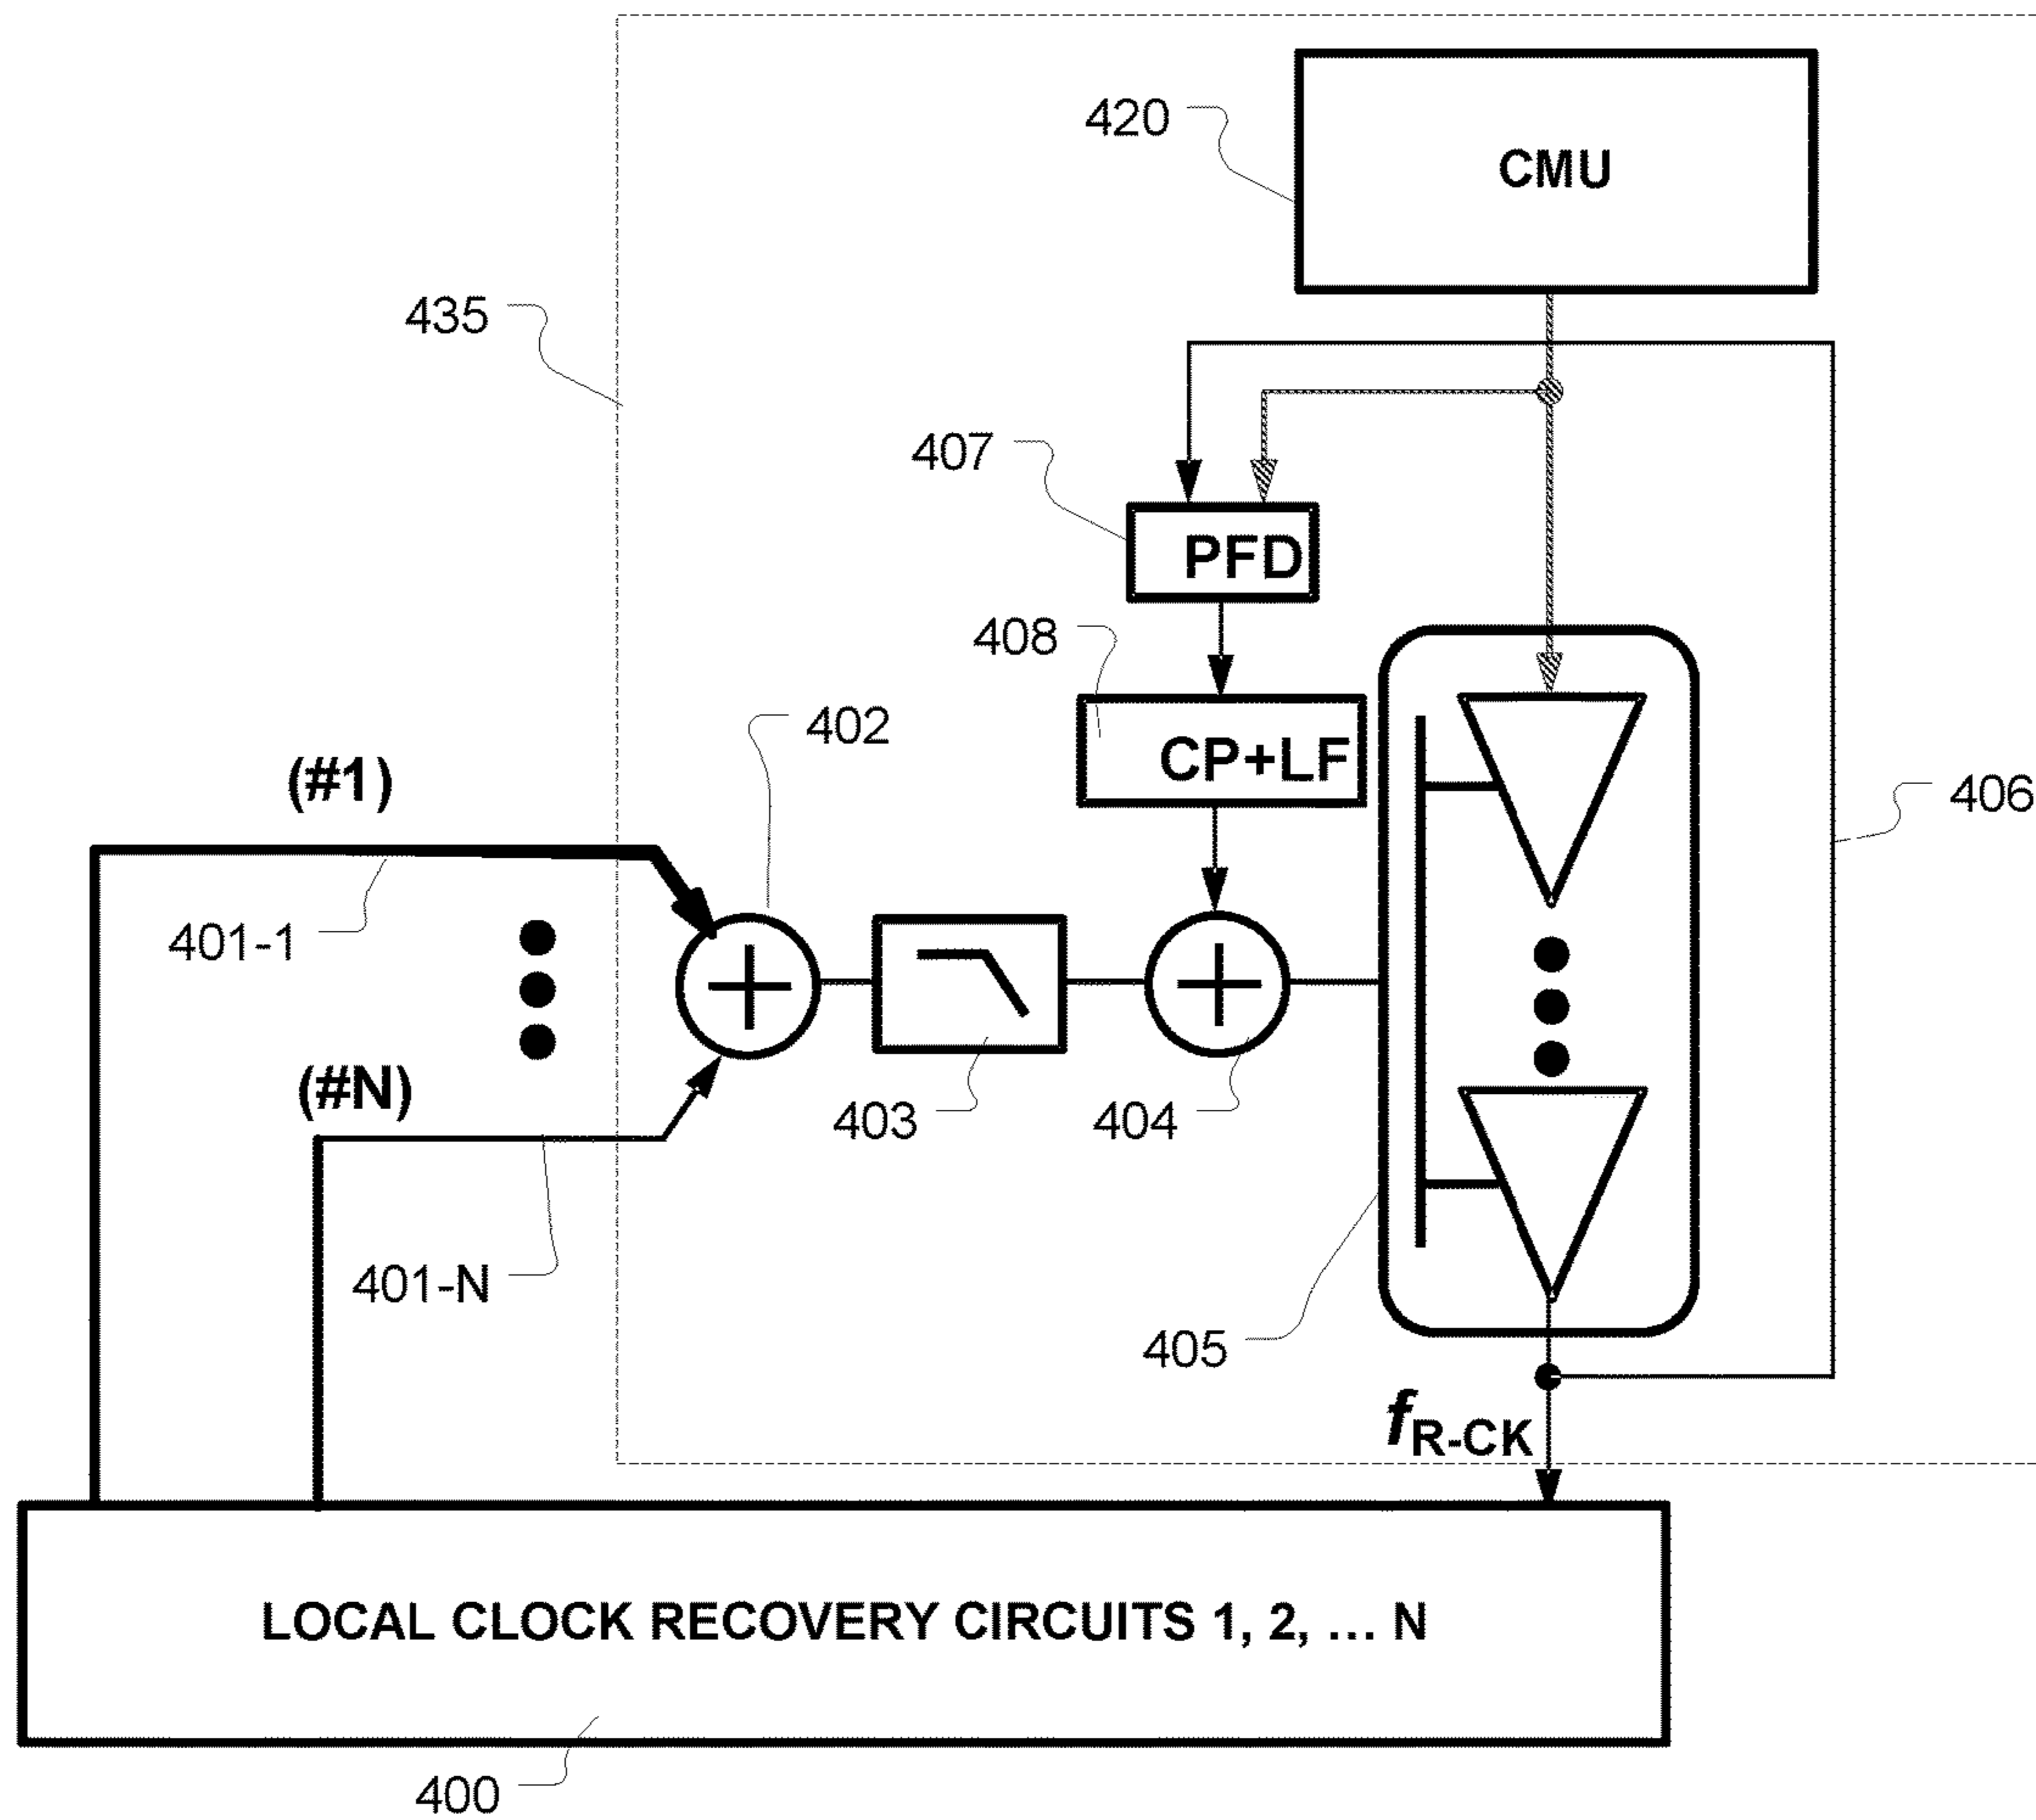 420
CMU
435
407
PFD
408
CP+LF
402
(#1)
406
401-1
(#N)
403
404
401-N
405
fR-CK
LOCAL CLOCK RECOVERY CIRCUITS 1, 2, ... N
400